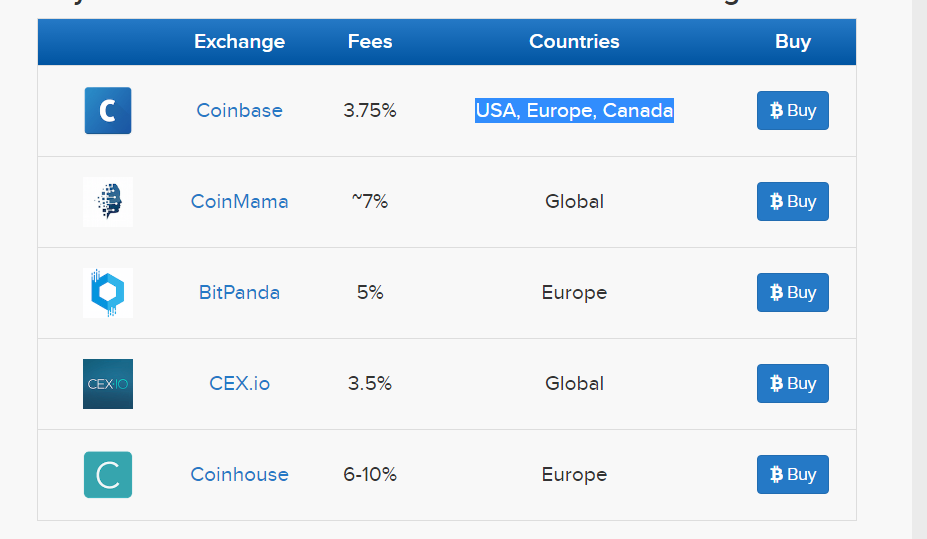 Exchange Fees Countries Buy
C Coinbase 3.75% USA, Europe, Canada Buy
CoinMama ~7% Global Buy
BitPanda 5% Europe Buy
CEX.IO CEX.io 3.5% Global Buy
C Coinhouse 6-10% Europe Buy